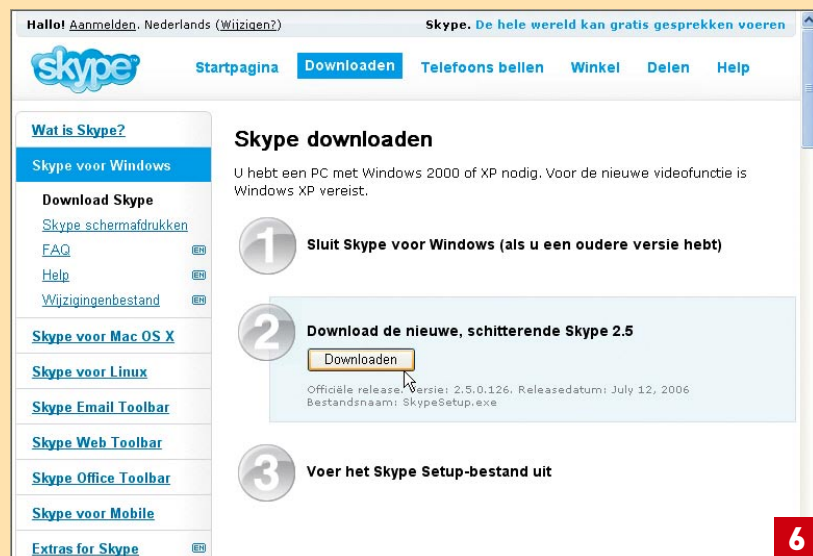 Hallo! Aanmelden. Nederlands (Wijzigen?)
Skype. De hele wereld kan gratis gesprekken voeren
skype
Startpagina Downloaden Telefoons bellen Winkel Delen Help
Wat is Skype?
Skype voor Windows
Download Skype
Skype schermafdrukken
FAQ EN
Help EN
Wijzigingenbestand EN
Skype voor Mac OS X
Skype voor Linux
Skype Email Toolbar
Skype Web Toolbar
Skype Office Toolbar
Skype voor Mobile
Extras for Skype EN
Skype downloaden
U hebt een PC met Windows 2000 of XP nodig. Voor de nieuwe videofunctie is
Windows XP vereist.
1 Sluit Skype voor Windows (als u een oudere versie hebt)
2 Download de nieuwe, schitterende Skype 2.5
Downloaden
Officiële release. Versie: 2.5.0.126. Releasedatum: July 12, 2006
Bestandsnaam: SkypeSetup.exe
3 Voer het Skype Setup-bestand uit
6